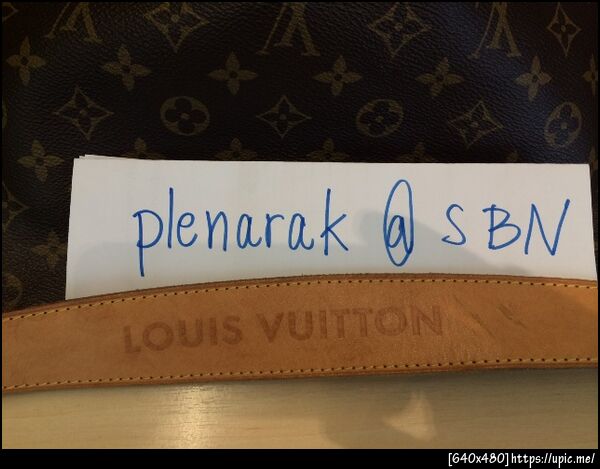 plenarak @ SBN
LOUIS VUITTON
[640x480]https://upic.me/